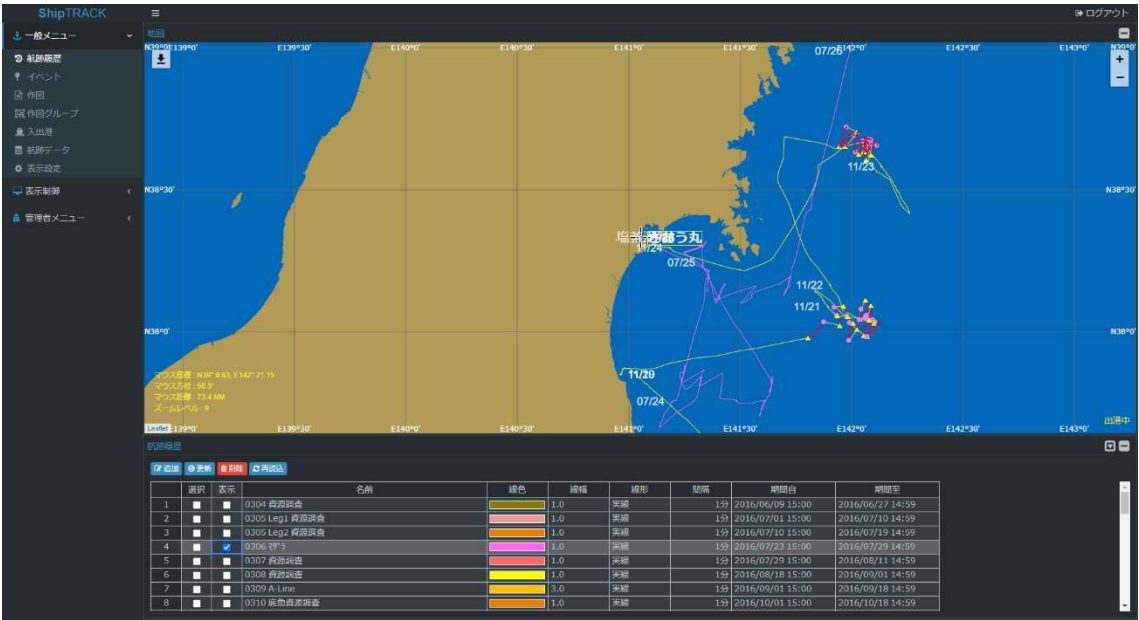 ShipTRACK
ログアウト
一般メニュー
航跡履歴
イベント
作図
作図グループ
入出港
航跡データ
表示設定
表示制御
管理者メニュー
地図
N39°0' E139°0' E139°30' E140°0' E140°30' E141°0' E141°30' E142°0' E142°30' E143°0' N39°0'
+
−
07/26
11/23
N38°30' N38°30'
11/24
07/25
11/22
11/21
N38°0' N38°0'
07/24
マウス方位 : 50.3°
マウス距離 : 73.4 NM
ズームレベル : 9
出港中
Leaflet E139°0' E139°30' E140°0' E140°30' E141°0' E141°30' E142°0' E142°30' E143°0'
航跡履歴
追加 更新 削除 再読込
選択 表示 名前 線色 線幅 線形 間隔 期間自 期間至
1 0304 資源調査 1.0 実線 1分 2016/06/09 15:00 2016/06/27 14:59
2 0305 Leg1 資源調査 1.0 実線 1分 2016/07/01 15:00 2016/07/10 14:59
3 0305 Leg2 資源調査 1.0 実線 1分 2016/07/10 15:00 2016/07/19 14:59
4 0306 ﾏﾀﾞﾗ 1.0 実線 1分 2016/07/23 15:00 2016/07/29 14:59
5 0307 資源調査 1.0 実線 1分 2016/07/29 15:00 2016/08/11 14:59
6 0308 資源調査 1.0 実線 1分 2016/08/18 15:00 2016/09/01 14:59
7 0309 A-Line 3.0 実線 1分 2016/09/01 15:00 2016/09/18 14:59
8 0310 底魚資源調査 1.0 実線 1分 2016/10/01 15:00 2016/10/18 14:59